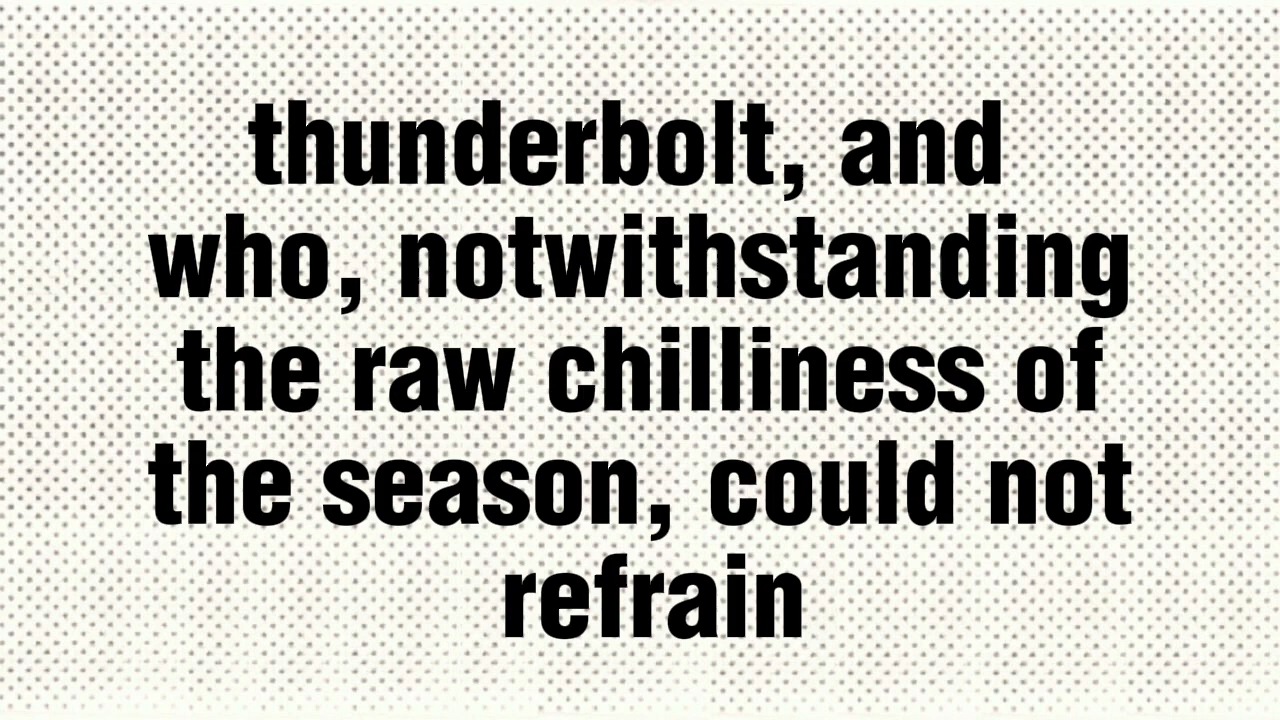 thunderbolt, and
who, notwithstanding
the raw chilliness of
the season, could not
refrain